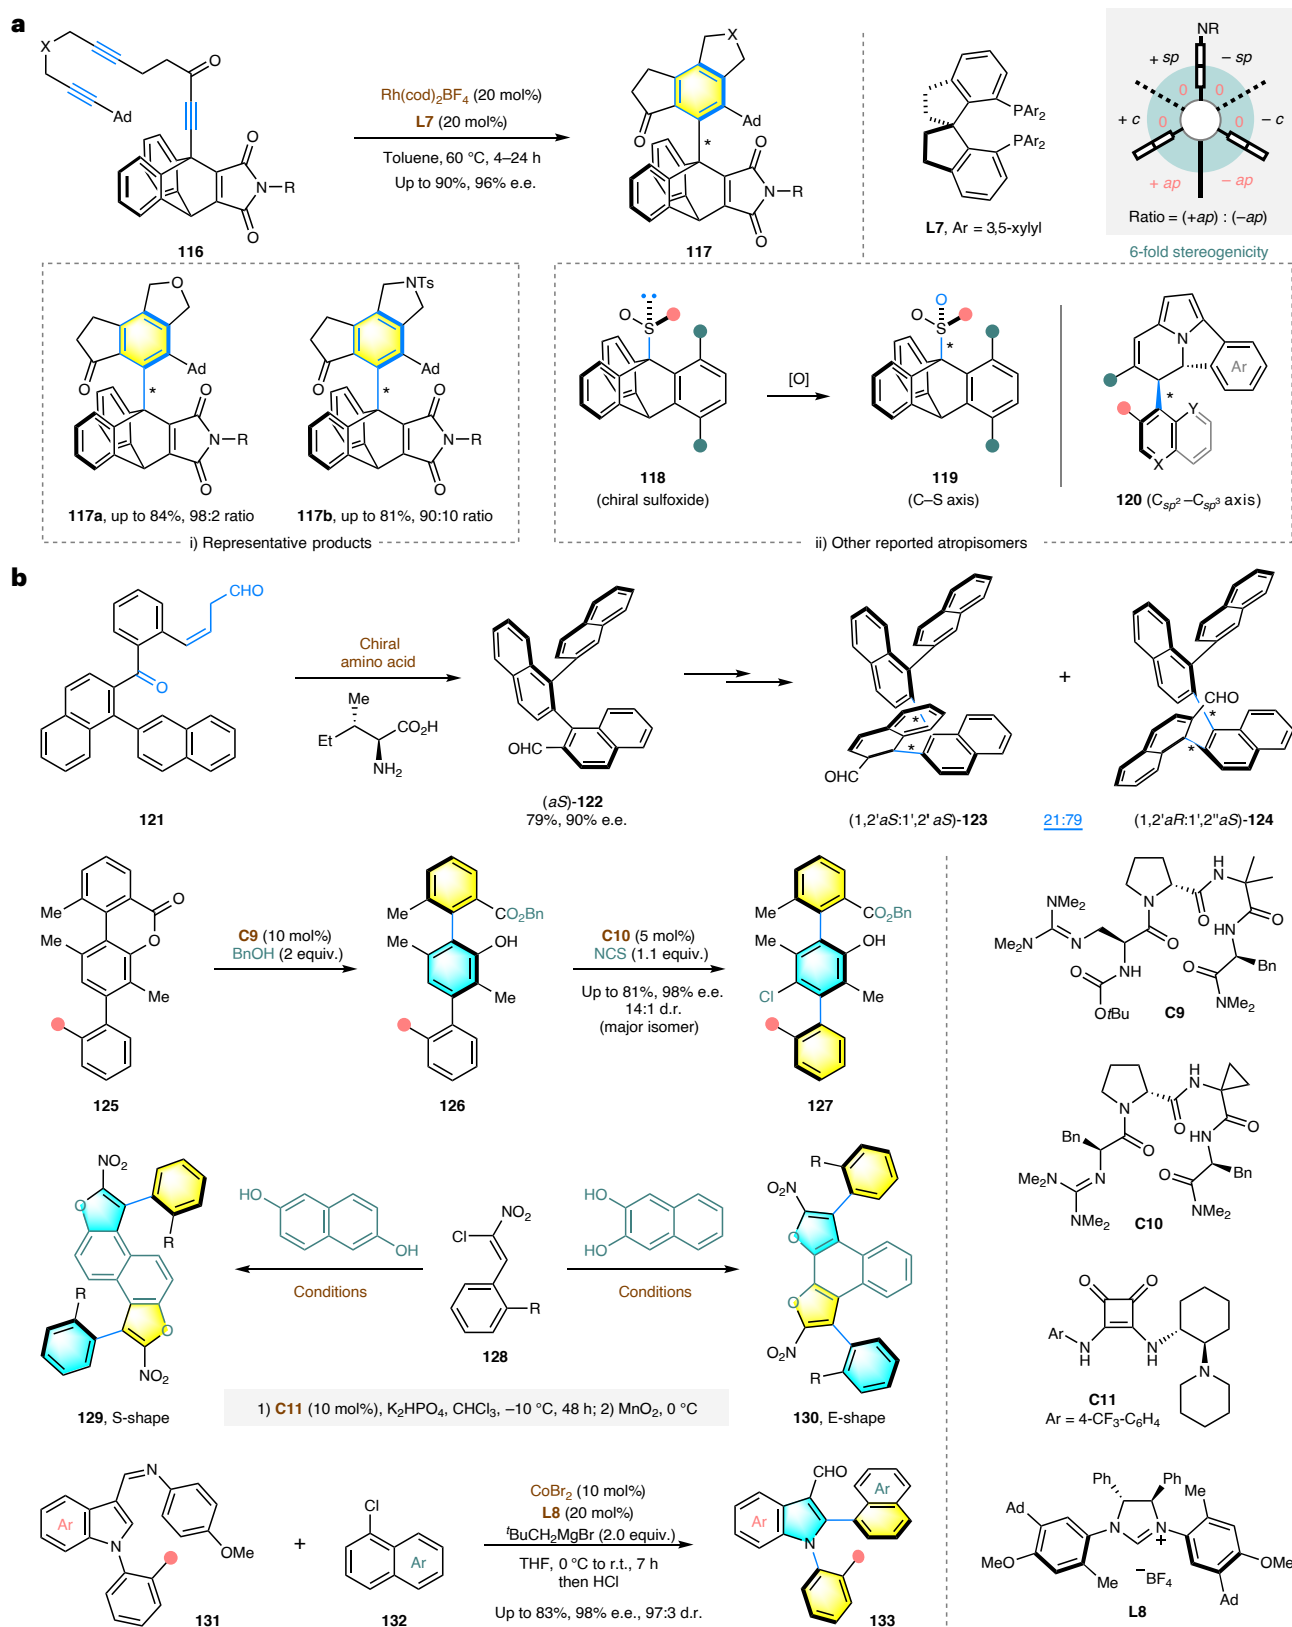 a
X
O
Ad
O
N–R
O
116
Rh(cod)₂BF₄ (20 mol%)
L7 (20 mol%)
Toluene, 60 °C, 4–24 h
Up to 90%, 96% e.e.
X
O
Ad
*
O
N–R
O
117
PAr₂
PAr₂
L7, Ar = 3,5-xylyl
NR
+ sp
– sp
0
0
+ c
0
0
– c
+ ap
– ap
Ratio = (+ap) : (–ap)
6-fold stereogenicity
O
O
Ad
*
O
N–R
O
117a, up to 84%, 98:2 ratio
NTs
O
Ad
*
O
N–R
O
117b, up to 81%, 90:10 ratio
i) Representative products
O
S
118
(chiral sulfoxide)
[O]
O
O
S
*
119
(C–S axis)
N
Ar
*
Y
X
120 (Csp²–Csp³ axis)
ii) Other reported atropisomers
b
CHO
O
121
Chiral
amino acid
Me
Et
CO₂H
NH₂
OHC
(aS)-122
79%, 90% e.e.
*
*
OHC
(1,2'aS:1',2' aS)-123
+
21:79
CHO
*
*
(1,2'aR:1',2''aS)-124
O
Me
O
Me
Me
125
C9 (10 mol%)
BnOH (2 equiv.)
Me
CO₂Bn
Me
OH
Me
126
C10 (5 mol%)
NCS (1.1 equiv.)
Up to 81%, 98% e.e.
14:1 d.r.
(major isomer)
Me
CO₂Bn
Me
OH
Cl
Me
127
NMe₂
Me₂N
N
N
O
O
NH
O
OtBu
H
N
O
HN
Bn
O
NMe₂
C9
H
N
N
O
O
Bn
O
HN
N
Me₂N
NMe₂
Bn
O
NMe₂
C10
NO₂
O
R
R
O
NO₂
129, S-shape
HO
OH
Conditions
NO₂
Cl
R
128
HO
HO
Conditions
R
O₂N
O
O
O₂N
R
130, E-shape
1) C11 (10 mol%), K₂HPO₄, CHCl₃, –10 °C, 48 h; 2) MnO₂, 0 °C
O
O
Ar
N
H
N
H
N
C11
Ar = 4-CF₃-C₆H₄
N
Ar
N
OMe
131
+
Cl
Ar
132
CoBr₂ (10 mol%)
L8 (20 mol%)
ᵗBuCH₂MgBr (2.0 equiv.)
THF, 0 °C to r.t., 7 h
then HCl
Up to 83%, 98% e.e., 97:3 d.r.
CHO
Ar
Ar
N
133
Ph
Ph
Ad
Me
N
N
+
MeO
OMe
Me
–BF₄
Ad
L8